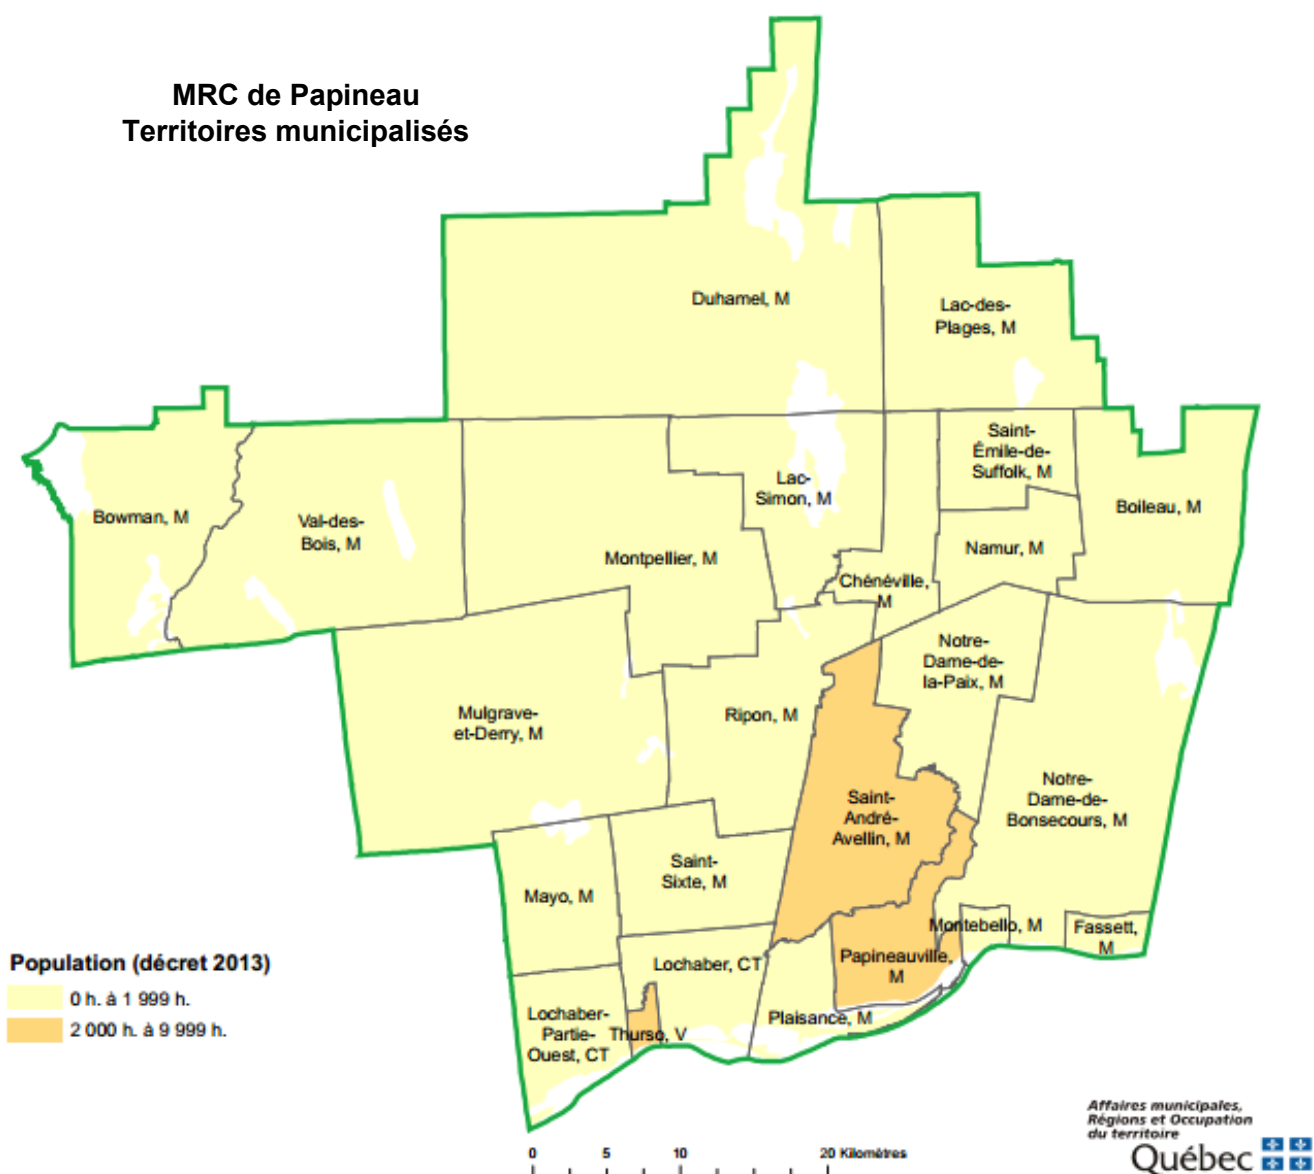 MRC de Papineau
Territoires municipalisés
Duhamel, M
Lac-des-
Plages, M
Saint-
Émile-de-
Suffolk, M
Lac-
Simon, M
Boileau, M
Bowman, M
Val-des-
Bois, M
Montpellier, M
Namur, M
Chénéville,
M
Notre-
Dame-de-
la-Paix, M
Mulgrave-
et-Derry, M
Ripon, M
Notre-
Dame-de-
Bonsecours, M
Saint-
André-
Avellin, M
Saint-
Sixte, M
Mayo, M
Montebello, M
Fassett,
M
Papineauville,
M
Lochaber, CT
Plaisance, M
Lochaber-
Partie-
Ouest, CT
Thurso, V
Population (décret 2013)
0 h. à 1 999 h.
2 000 h. à 9 999 h.
0 5 10 20 Kilomètres
Affaires municipales,
Régions et Occupation
du territoire
Québec